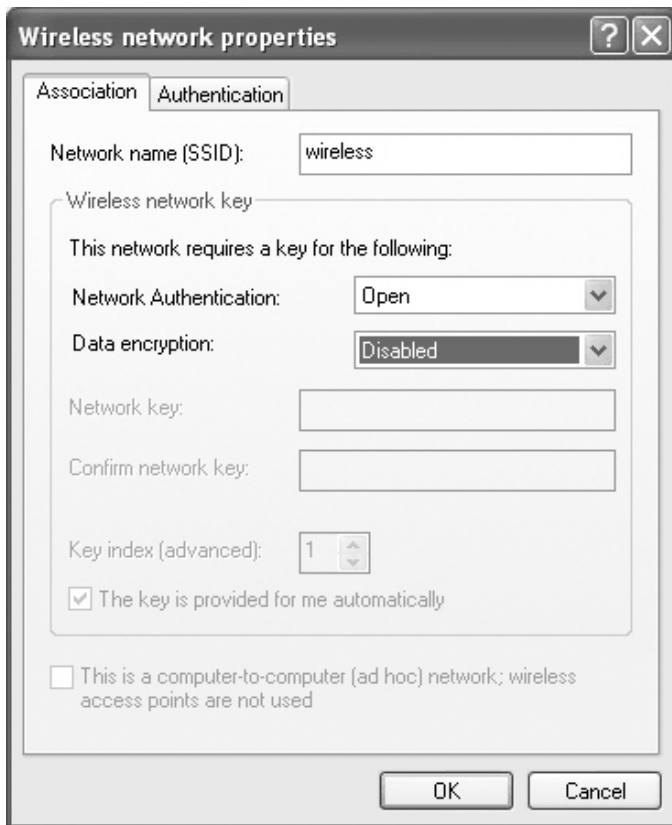 Wireless network properties
Association
Authentication
Network name (SSID):
wireless
Wireless network key
This network requires a key for the following:
Network Authentication:
Open
Data encryption:
Disabled
Network key:
Confirm network key:
Key index (advanced):
1
The key is provided for me automatically
This is a computer-to-computer (ad hoc) network; wireless
access points are not used
OK
Cancel